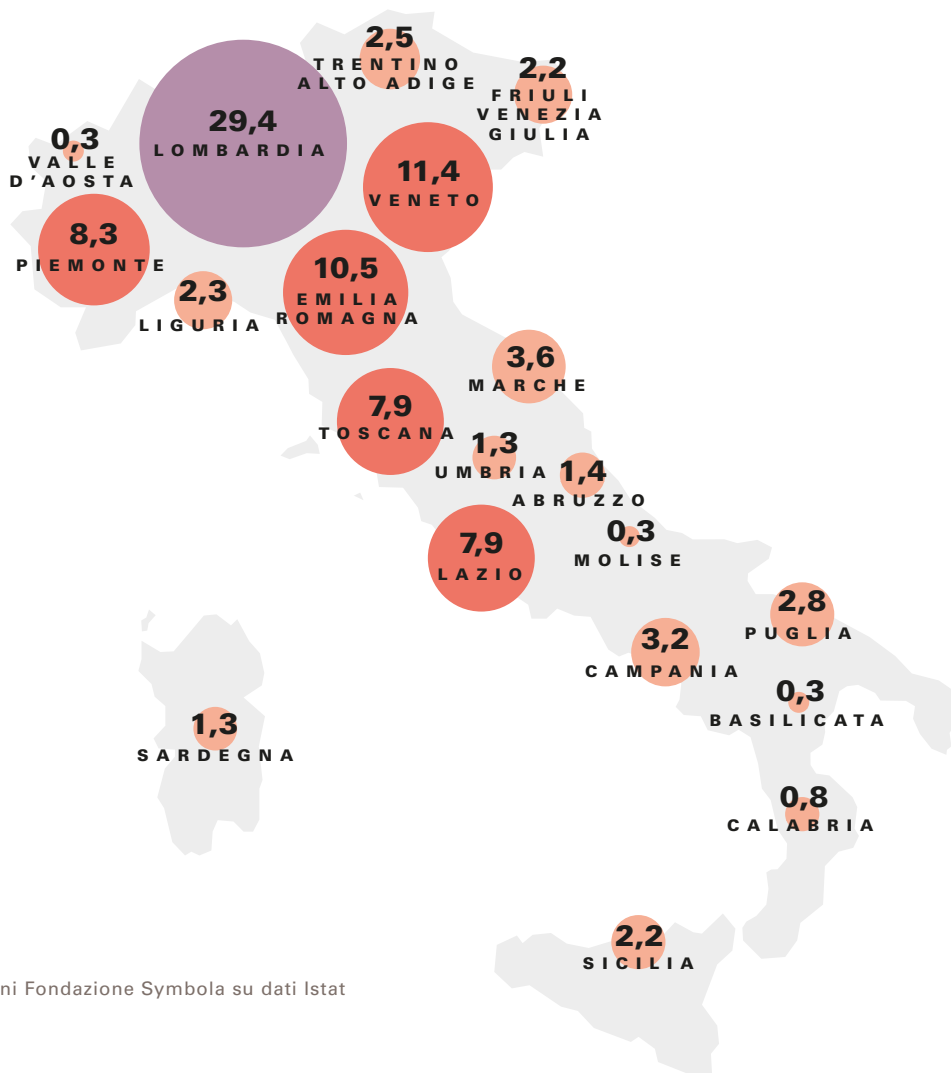 2,5
TRENTINO
ALTO ADIGE
2,2
FRIULI
VENEZIA
GIULIA
29,4
LOMBARDIA
0,3
VALLE
D'AOSTA
11,4
VENETO
8,3
PIEMONTE
10,5
EMILIA
ROMAGNA
2,3
LIGURIA
3,6
MARCHE
7,9
TOSCANA
1,3
UMBRIA
1,4
ABRUZZO
0,3
MOLISE
7,9
LAZIO
2,8
PUGLIA
3,2
CAMPANIA
0,3
BASILICATA
1,3
SARDEGNA
0,8
CALABRIA
2,2
SICILIA
ni Fondazione Symbola su dati Istat